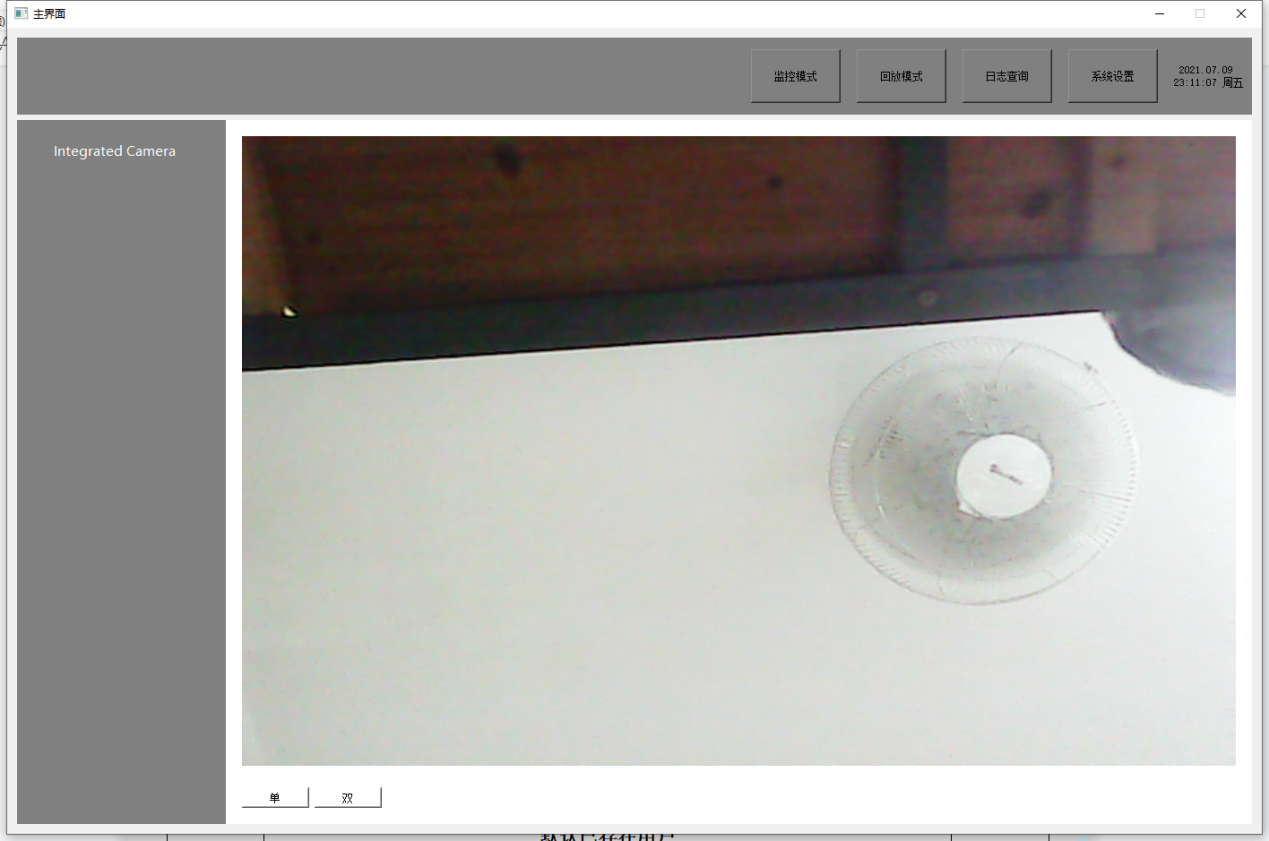 主界面
监控模式
回放模式
日志查询
系统设置
2021.07.09
23:11:07 周五
Integrated Camera
单
双